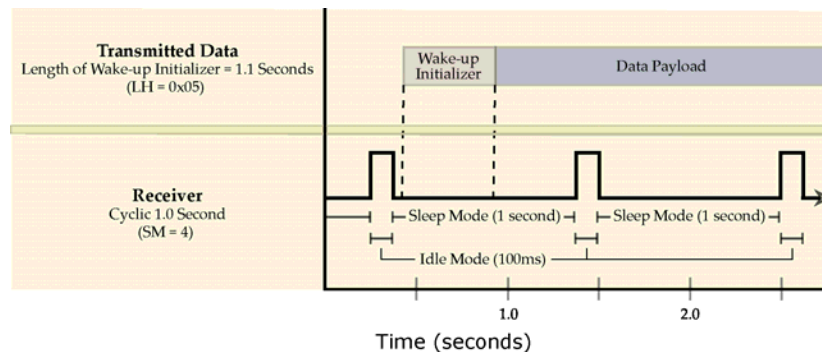 Transmitted Data
Length of Wake-up Initializer = 1.1 Seconds
(LH = 0x05)
Wake-up
Initializer
Data Payload
Receiver
Cyclic 1.0 Second
(SM = 4)
Sleep Mode (1 second)
Sleep Mode (1 second)
Idle Mode (100ms)
1.0
2.0
Time (seconds)